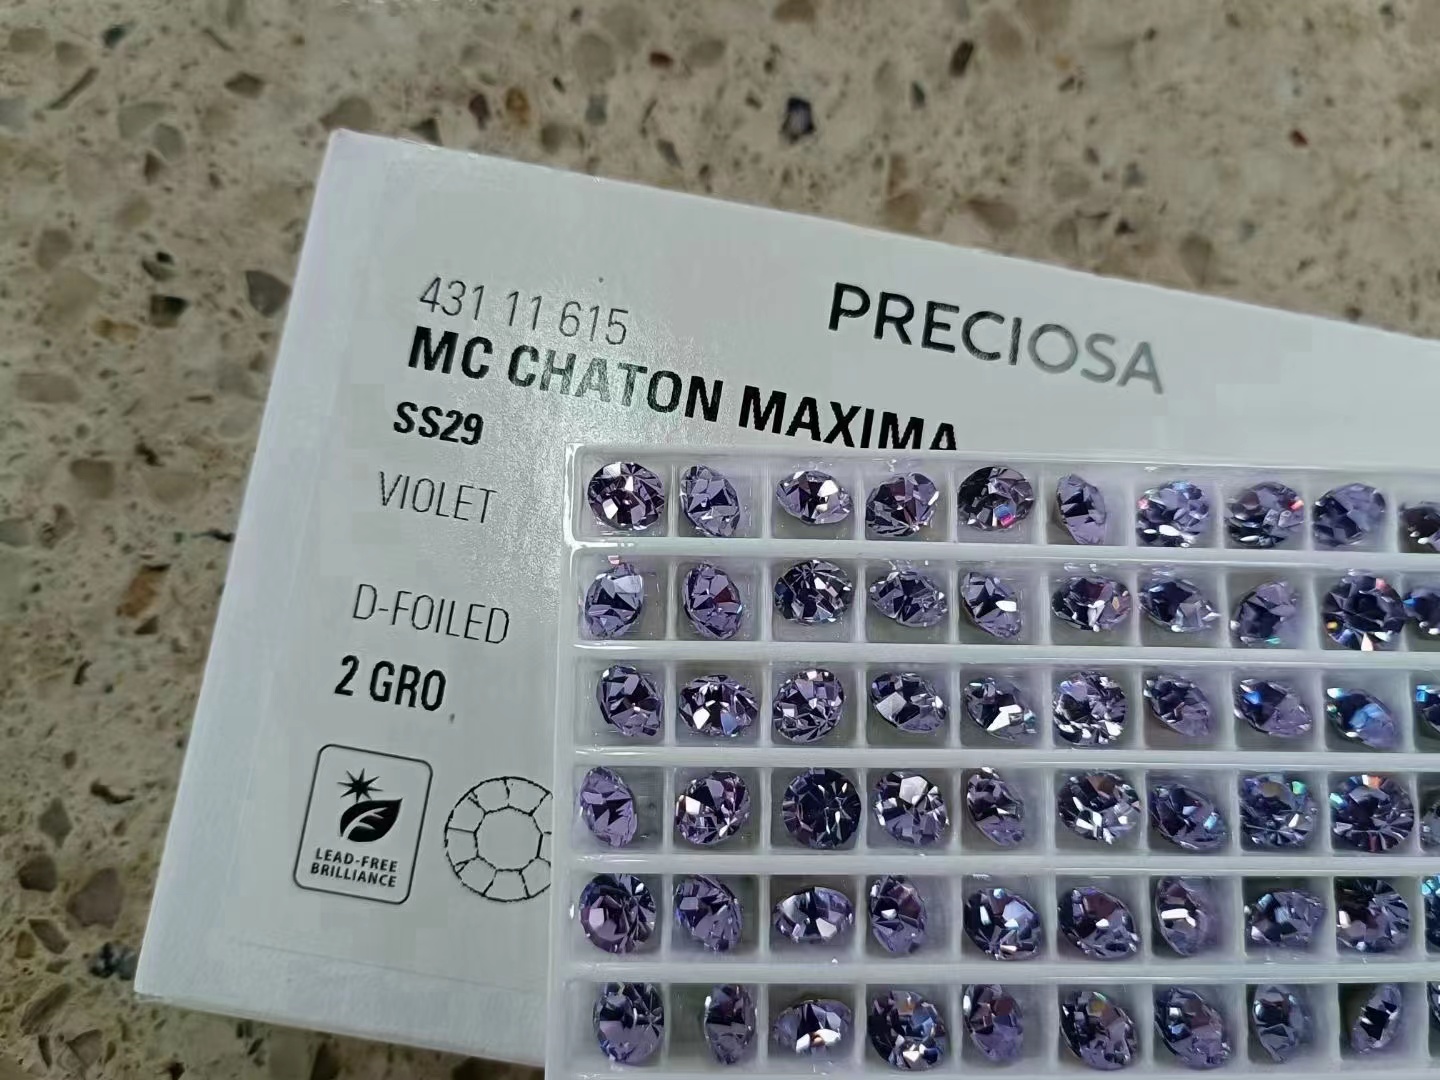 PRECIOSA
431 11 615
MC CHATON MAXIMA
SS29
VIOLET
D-FOILED
2 GRO
LEAD-FREE
BRILLIANCE